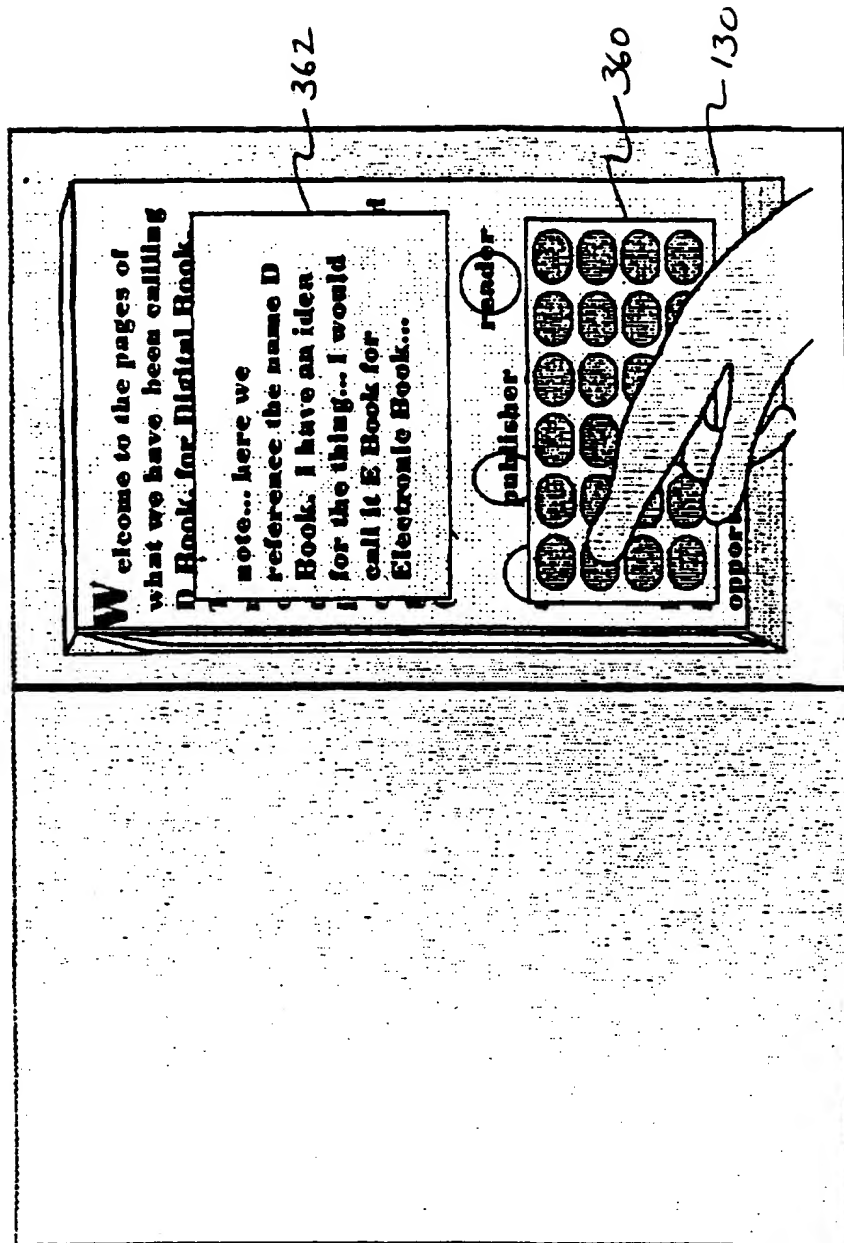 Welcome to the pages of
what we have been callling
D Book, for Digital Book.
note... here we
reference the name D
Book. I have an idea
for the thing... I would
call it E Book for
Electronic Book...
publisher
reader
oppor
362
360
130